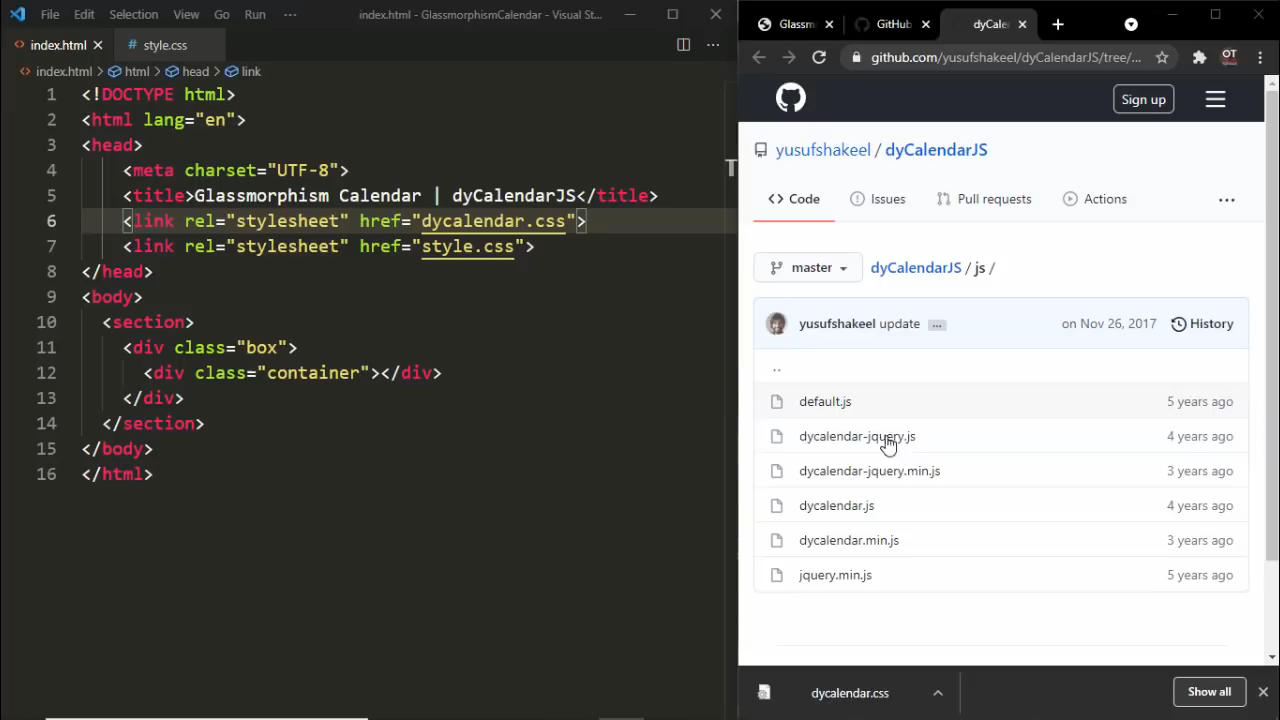 File Edit Selection View Go Run ··· index.html - GlassmorphismCalendar - Visual St...
index.html style.css ···
index.html > html > head > link
1 <!DOCTYPE html>
2 <html lang="en">
3 <head>
4 <meta charset="UTF-8">
5 <title>Glassmorphism Calendar | dyCalendarJS</title>
6 <link rel="stylesheet" href="dycalendar.css">
7 <link rel="stylesheet" href="style.css">
8 </head>
9 <body>
10 <section>
11 <div class="box">
12 <div class="container"></div>
13 </div>
14 </section>
15 </body>
16 </html>
Glassm GitHub dyCale
github.com/yusufshakeel/dyCalendarJS/tree/... OT
Sign up
yusufshakeel / dyCalendarJS
Code Issues Pull requests Actions ...
master dyCalendarJS / js /
yusufshakeel update ... on Nov 26, 2017 History
..
default.js 5 years ago
dycalendar-jquery.js 4 years ago
dycalendar-jquery.min.js 3 years ago
dycalendar.js 4 years ago
dycalendar.min.js 3 years ago
jquery.min.js 5 years ago
dycalendar.css Show all